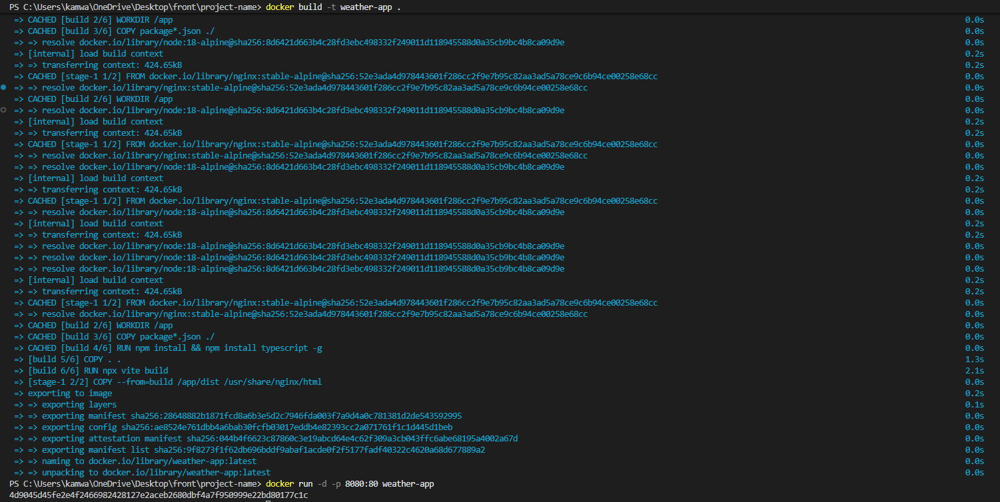 PS C:\Users\kamwa\OneDrive\Desktop\front\project-name> docker build -t weather-app .
=> CACHED [build 2/6] WORKDIR /app 0.0s
=> CACHED [build 3/6] COPY package*.json ./ 0.0s
=> => resolve docker.io/library/node:18-alpine@sha256:8d6421d663b4c28fd3ebc498332f249011d118945588d0a35cb9bc4b8ca09d9e 0.0s
=> [internal] load build context 0.2s
=> => transferring context: 424.65kB 0.2s
=> CACHED [stage-1 1/2] FROM docker.io/library/nginx:stable-alpine@sha256:52e3ada4d978443601f286cc2f9e7b95c82aa3ad5a78ce9c6b94ce00258e68cc 0.0s
=> => resolve docker.io/library/nginx:stable-alpine@sha256:52e3ada4d978443601f286cc2f9e7b95c82aa3ad5a78ce9c6b94ce00258e68cc 0.0s
=> CACHED [build 2/6] WORKDIR /app 0.0s
=> => resolve docker.io/library/node:18-alpine@sha256:8d6421d663b4c28fd3ebc498332f249011d118945588d0a35cb9bc4b8ca09d9e 0.0s
=> [internal] load build context 0.2s
=> => transferring context: 424.65kB 0.2s
=> CACHED [stage-1 1/2] FROM docker.io/library/nginx:stable-alpine@sha256:52e3ada4d978443601f286cc2f9e7b95c82aa3ad5a78ce9c6b94ce00258e68cc 0.0s
=> => resolve docker.io/library/nginx:stable-alpine@sha256:52e3ada4d978443601f286cc2f9e7b95c82aa3ad5a78ce9c6b94ce00258e68cc 0.0s
=> => resolve docker.io/library/node:18-alpine@sha256:8d6421d663b4c28fd3ebc498332f249011d118945588d0a35cb9bc4b8ca09d9e 0.0s
=> [internal] load build context 0.2s
=> => transferring context: 424.65kB 0.2s
=> CACHED [stage-1 1/2] FROM docker.io/library/nginx:stable-alpine@sha256:52e3ada4d978443601f286cc2f9e7b95c82aa3ad5a78ce9c6b94ce00258e68cc 0.0s
=> => resolve docker.io/library/node:18-alpine@sha256:8d6421d663b4c28fd3ebc498332f249011d118945588d0a35cb9bc4b8ca09d9e 0.0s
=> [internal] load build context 0.2s
=> => transferring context: 424.65kB 0.2s
=> => resolve docker.io/library/node:18-alpine@sha256:8d6421d663b4c28fd3ebc498332f249011d118945588d0a35cb9bc4b8ca09d9e 0.0s
=> => resolve docker.io/library/node:18-alpine@sha256:8d6421d663b4c28fd3ebc498332f249011d118945588d0a35cb9bc4b8ca09d9e 0.0s
=> => resolve docker.io/library/node:18-alpine@sha256:8d6421d663b4c28fd3ebc498332f249011d118945588d0a35cb9bc4b8ca09d9e 0.0s
=> [internal] load build context 0.2s
=> => transferring context: 424.65kB 0.2s
=> CACHED [stage-1 1/2] FROM docker.io/library/nginx:stable-alpine@sha256:52e3ada4d978443601f286cc2f9e7b95c82aa3ad5a78ce9c6b94ce00258e68cc 0.0s
=> => resolve docker.io/library/nginx:stable-alpine@sha256:52e3ada4d978443601f286cc2f9e7b95c82aa3ad5a78ce9c6b94ce00258e68cc 0.0s
=> CACHED [build 2/6] WORKDIR /app 0.0s
=> CACHED [build 3/6] COPY package*.json ./ 0.0s
=> CACHED [build 4/6] RUN npm install && npm install typescript -g 0.0s
=> [build 5/6] COPY . . 1.3s
=> [build 6/6] RUN npx vite build 2.1s
=> [stage-1 2/2] COPY --from=build /app/dist /usr/share/nginx/html 0.0s
=> exporting to image 0.2s
=> => exporting layers 0.1s
=> => exporting manifest sha256:28648882b1871fcd8a6b3e5d2c7946fda003f7a9d4a0c781381d2de543592995 0.0s
=> => exporting config sha256:ae8524e761dbb4a6bab30fcfb03017eddb4e82393cc2a071761f1c1d445d1beb 0.0s
=> => exporting attestation manifest sha256:044b4f6623c87860c3e19abcd64e4c62f309a3cb043ffc6abe68195a4002a67d 0.0s
=> => exporting manifest list sha256:9f8273f1f62db696bddf9abaf1acde0f2f5177fadf40322c4620a68d677889a2 0.0s
=> => naming to docker.io/library/weather-app:latest 0.0s
=> => unpacking to docker.io/library/weather-app:latest 0.0s
PS C:\Users\kamwa\OneDrive\Desktop\front\project-name> docker run -d -p 8080:80 weather-app
4d9045d45fe2e4f2466982428127e2aceb2680dbf4a7f950999e22bd80177c1c